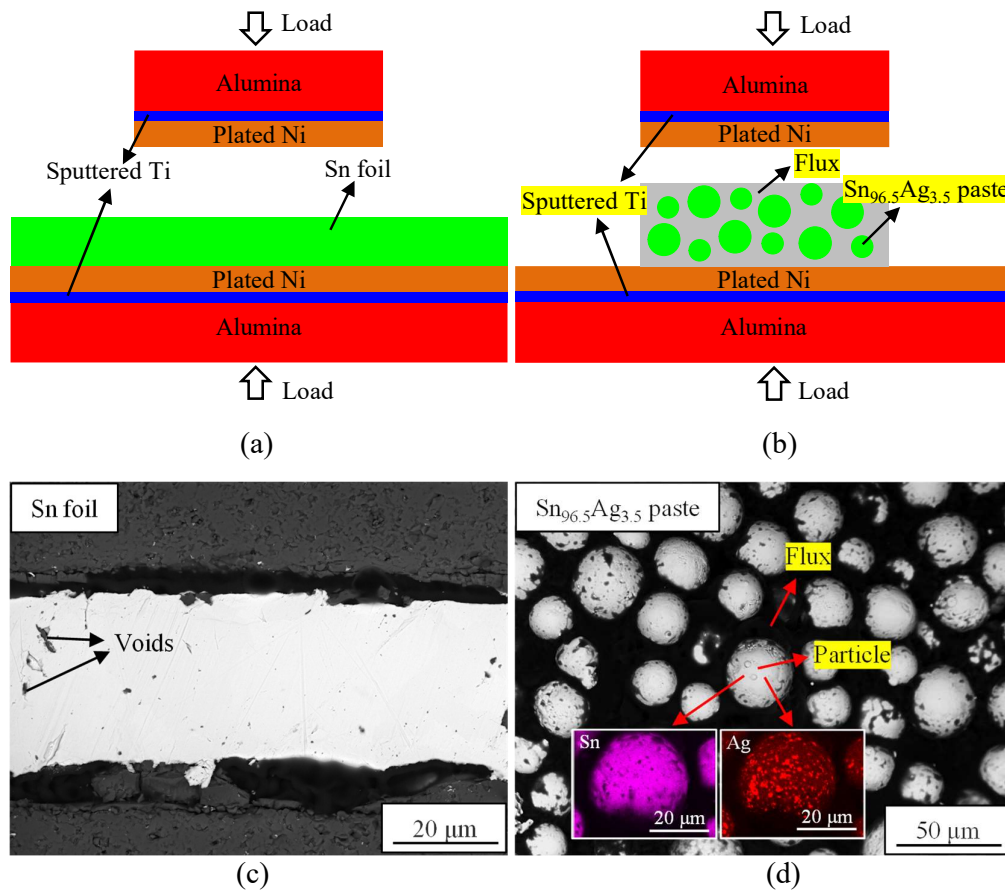 Load
Alumina
Plated Ni
Sputtered Ti
Sn foil
Plated Ni
Alumina
Load
(a)
Load
Alumina
Plated Ni
Flux
Sn96.5Ag3.5 paste
Sputtered Ti
Plated Ni
Alumina
Load
(b)
Sn foil
Voids
20 μm
(c)
Sn96.5Ag3.5 paste
Flux
Particle
Sn
20 μm
Ag
20 μm
50 μm
(d)